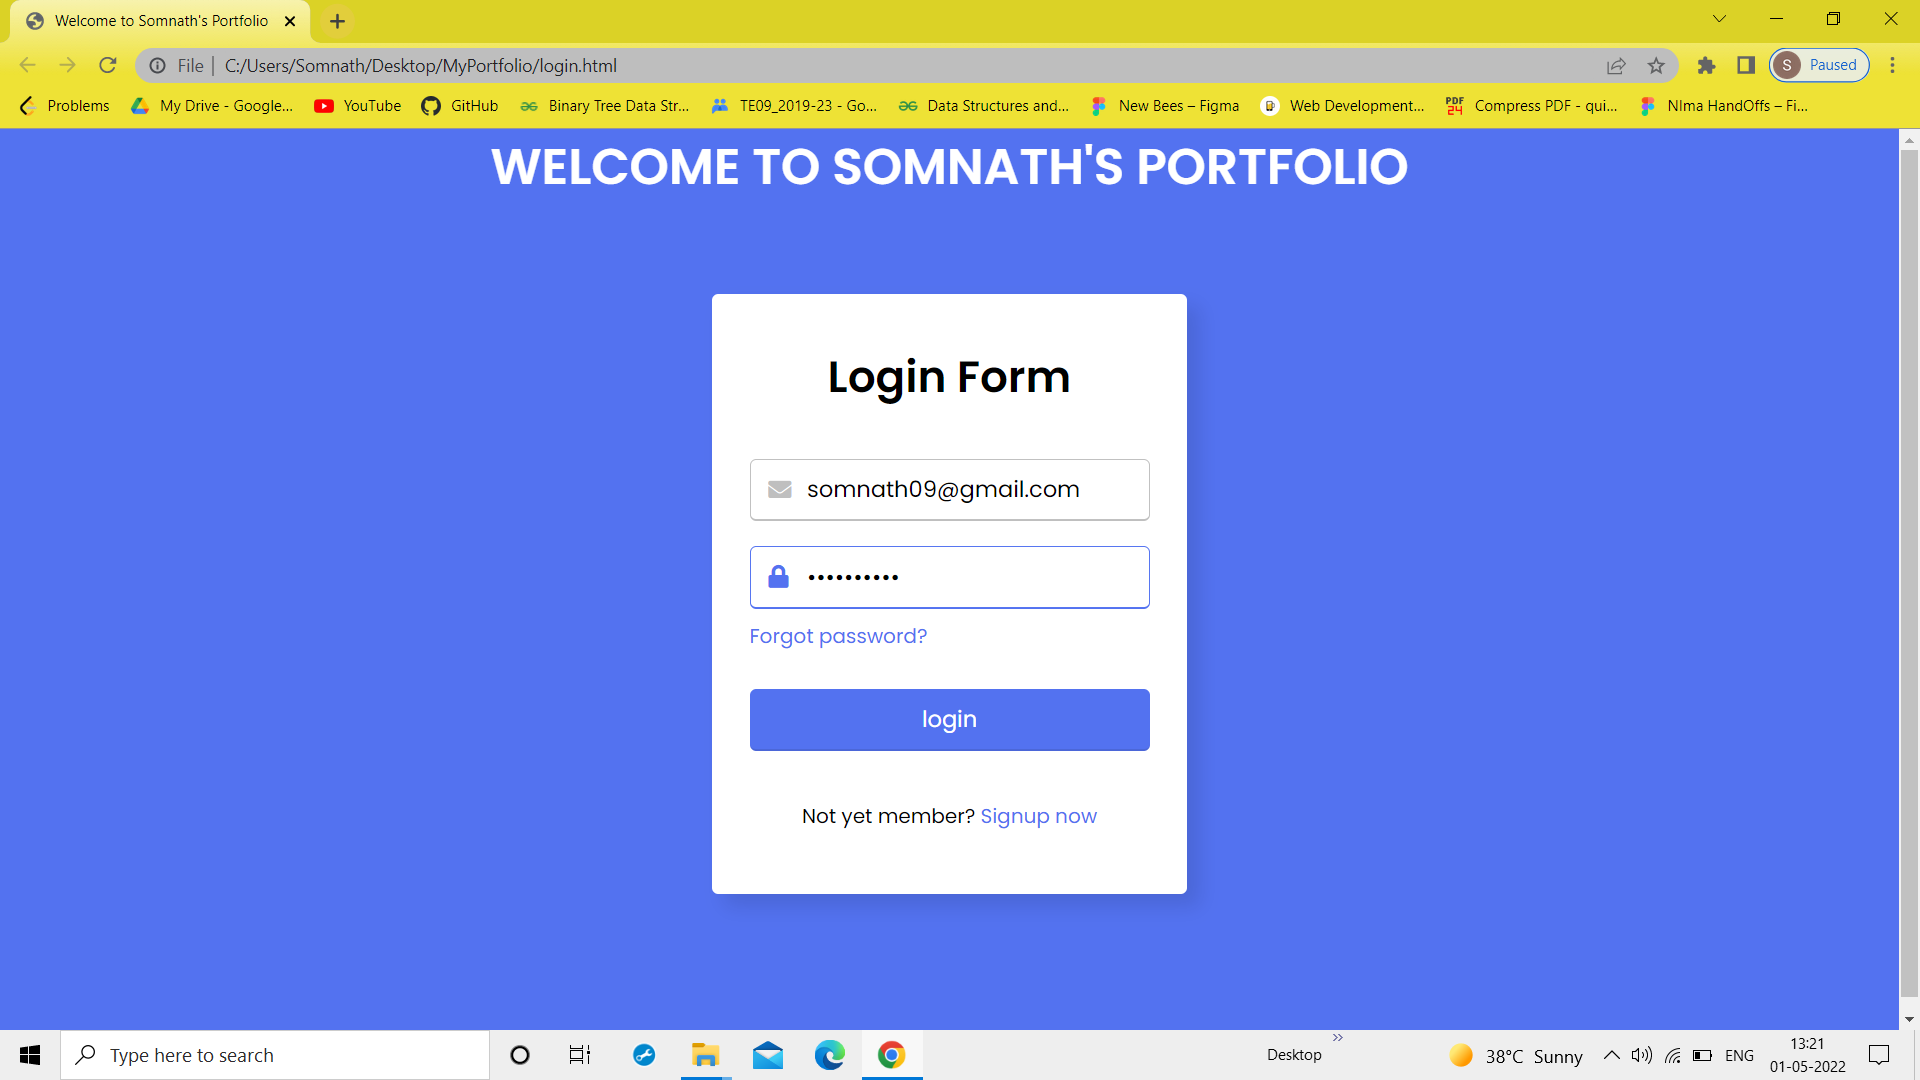 Welcome to Somnath's Portfolio
File | C:/Users/Somnath/Desktop/MyPortfolio/login.html
S Paused
Problems My Drive - Google... YouTube GitHub Binary Tree Data Str... TE09_2019-23 - Go... Data Structures and... New Bees – Figma Web Development... PDF 24 Compress PDF - qui... NIma HandOffs – Fi...
WELCOME TO SOMNATH'S PORTFOLIO
Login Form
somnath09@gmail.com
••••••••••
Forgot password?
login
Not yet member? Signup now
Type here to search
Desktop
38°C Sunny
ENG
13:21
01-05-2022